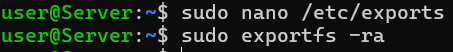 user@Server:~$ sudo nano /etc/exports
user@Server:~$ sudo exportfs -ra